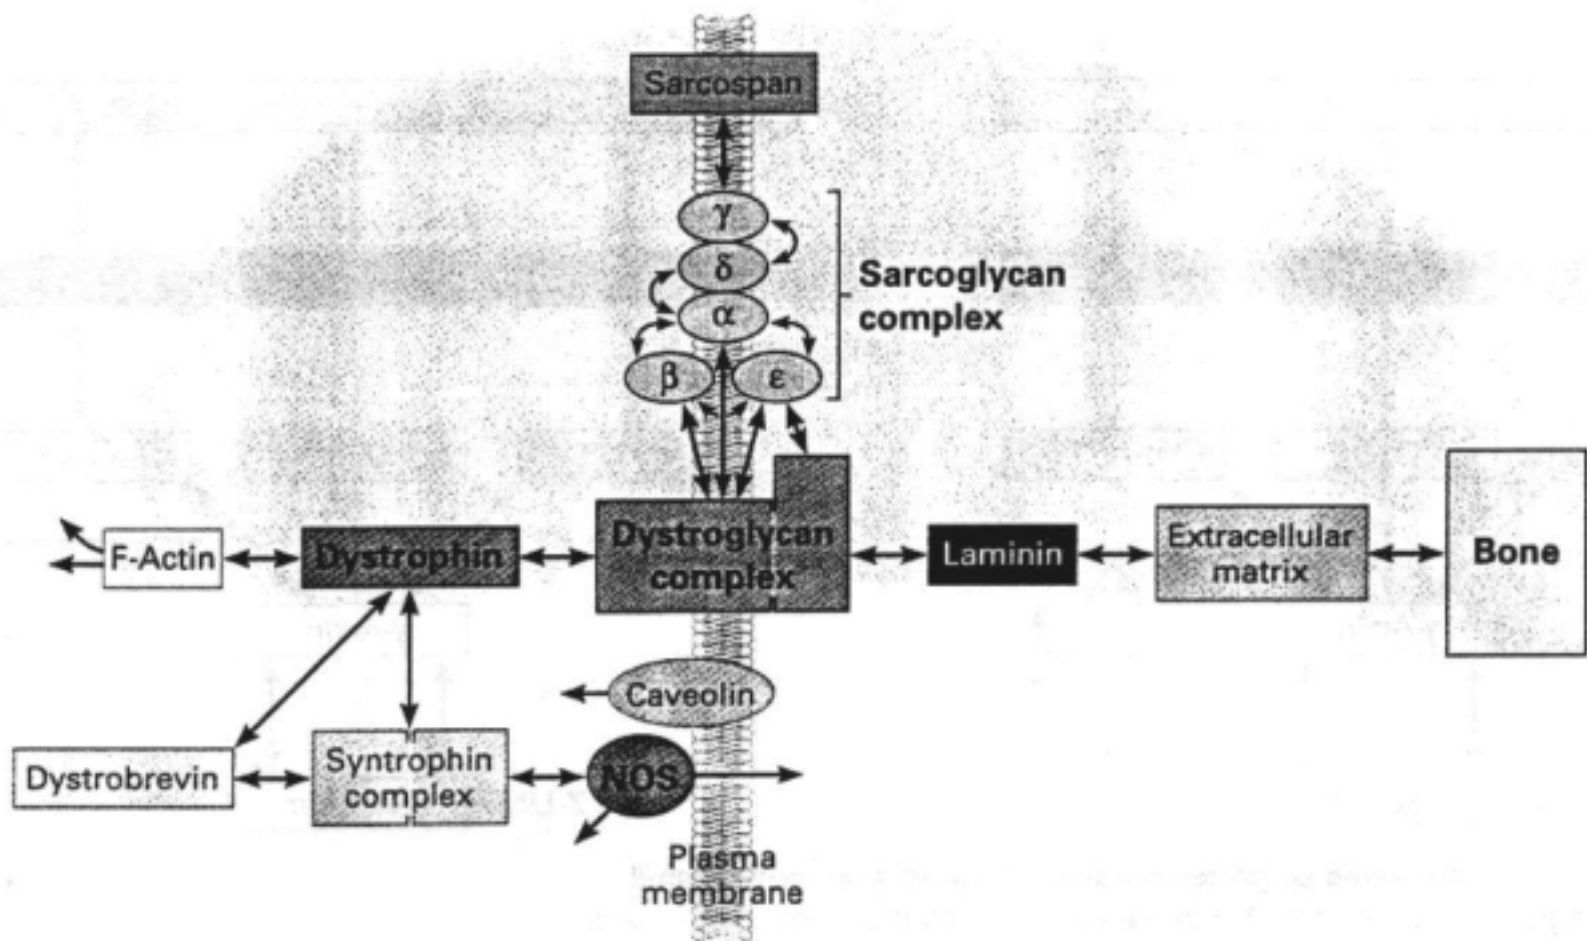 Sarcospan
γ
δ
α
β ε
Sarcoglycan
complex
F-Actin
Dystrophin
Dystroglycan
complex
Laminin
Extracellular
matrix
Bone
Caveolin
Dystrobrevin
Syntrophin
complex
NOS
Plasma
membrane